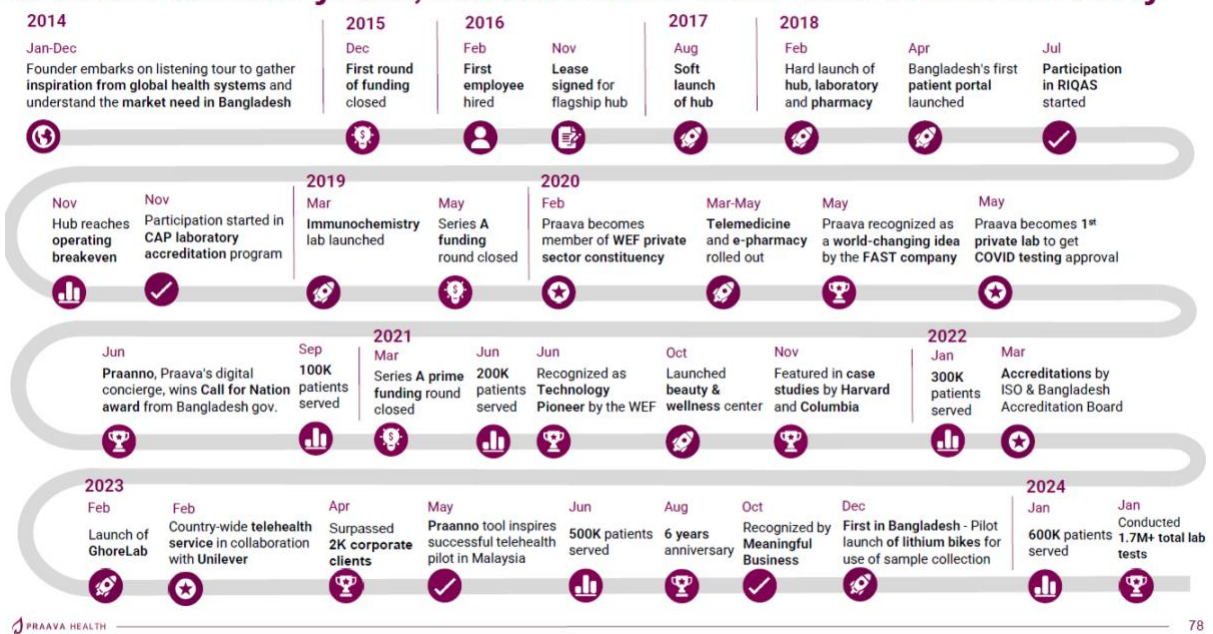 2014
Jan-Dec
Founder embarks on listening tour to gather
inspiration from global health systems and
understand the market need in Bangladesh
2015
Dec
First round
of funding
closed
2016
Feb
First
employee
hired
Nov
Lease
signed for
flagship hub
2017
Aug
Soft
launch
of hub
2018
Feb
Hard launch of
hub, laboratory
and pharmacy
Apr
Bangladesh's first
patient portal
launched
Jul
Participation
in RIQAS
started
Nov
Hub reaches
operating
breakeven
Nov
Participation started in
CAP laboratory
accreditation program
2019
Mar
Immunochemistry
lab launched
May
Series A
funding
round closed
2020
Feb
Praava becomes
member of WEF private
sector constituency
Mar-May
Telemedicine
and e-pharmacy
rolled out
May
Praava recognized as
a world-changing idea
by the FAST company
May
Praava becomes 1st
private lab to get
COVID testing approval
Jun
Praanno, Praava's digital
concierge, wins Call for Nation
award from Bangladesh gov.
Sep
100K
patients
served
2021
Mar
Series A prime
funding round
closed
Jun
200K
patients
served
Jun
Recognized as
Technology
Pioneer by the WEF
Oct
Launched
beauty &
wellness center
Nov
Featured in case
studies by Harvard
and Columbia
2022
Jan
300K
patients
served
Mar
Accreditations by
ISO & Bangladesh
Accreditation Board
2023
Feb
Launch of
GhoreLab
Feb
Country-wide telehealth
service in collaboration
with Unilever
Apr
Surpassed
2K corporate
clients
May
Praanno tool inspires
successful telehealth
pilot in Malaysia
Jun
500K patients
served
Aug
6 years
anniversary
Oct
Recognized by
Meaningful
Business
Dec
First in Bangladesh - Pilot
launch of lithium bikes for
use of sample collection
2024
Jan
600K patients
served
Jan
Conducted
1.7M+ total lab
tests
PRAAVA HEALTH
78